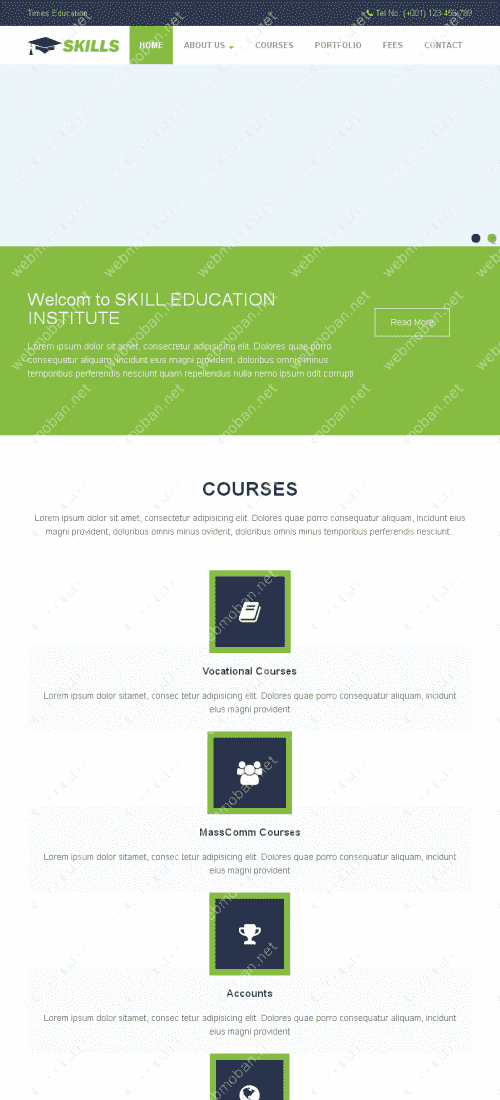 Times Education
Tel No. (+001) 123-456-789
SKILLS
HOME
ABOUT US
COURSES
PORTFOLIO
FEES
CONTACT
Welcom to SKILL EDUCATION
INSTITUTE
Read More
Lorem ipsum dolor sit amet, consectetur adipisicing elit. Dolores quae porro
consequatur aliquam, incidunt eius magni provident, doloribus omnis minus
temporibus perferendis nesciunt quam repellendus nulla nemo ipsum odit corrupti
COURSES
Lorem ipsum dolor sit amet, consectetur adipisicing elit. Dolores quae porro consequatur aliquam, incidunt eius
magni provident, doloribus omnis minus ovident, doloribus omnis minus temporibus perferendis nesciunt..
Vocational Courses
Lorem ipsum dolor sitamet, consec tetur adipisicing elit. Dolores quae porro consequatur aliquam, incidunt
eius magni provident
MassComm Courses
Lorem ipsum dolor sitamet, consec tetur adipisicing elit. Dolores quae porro consequatur aliquam, incidunt
eius magni provident
Accounts
Lorem ipsum dolor sitamet, consec tetur adipisicing elit. Dolores quae porro consequatur aliquam, incidunt
eius magni provident
webmoban.net